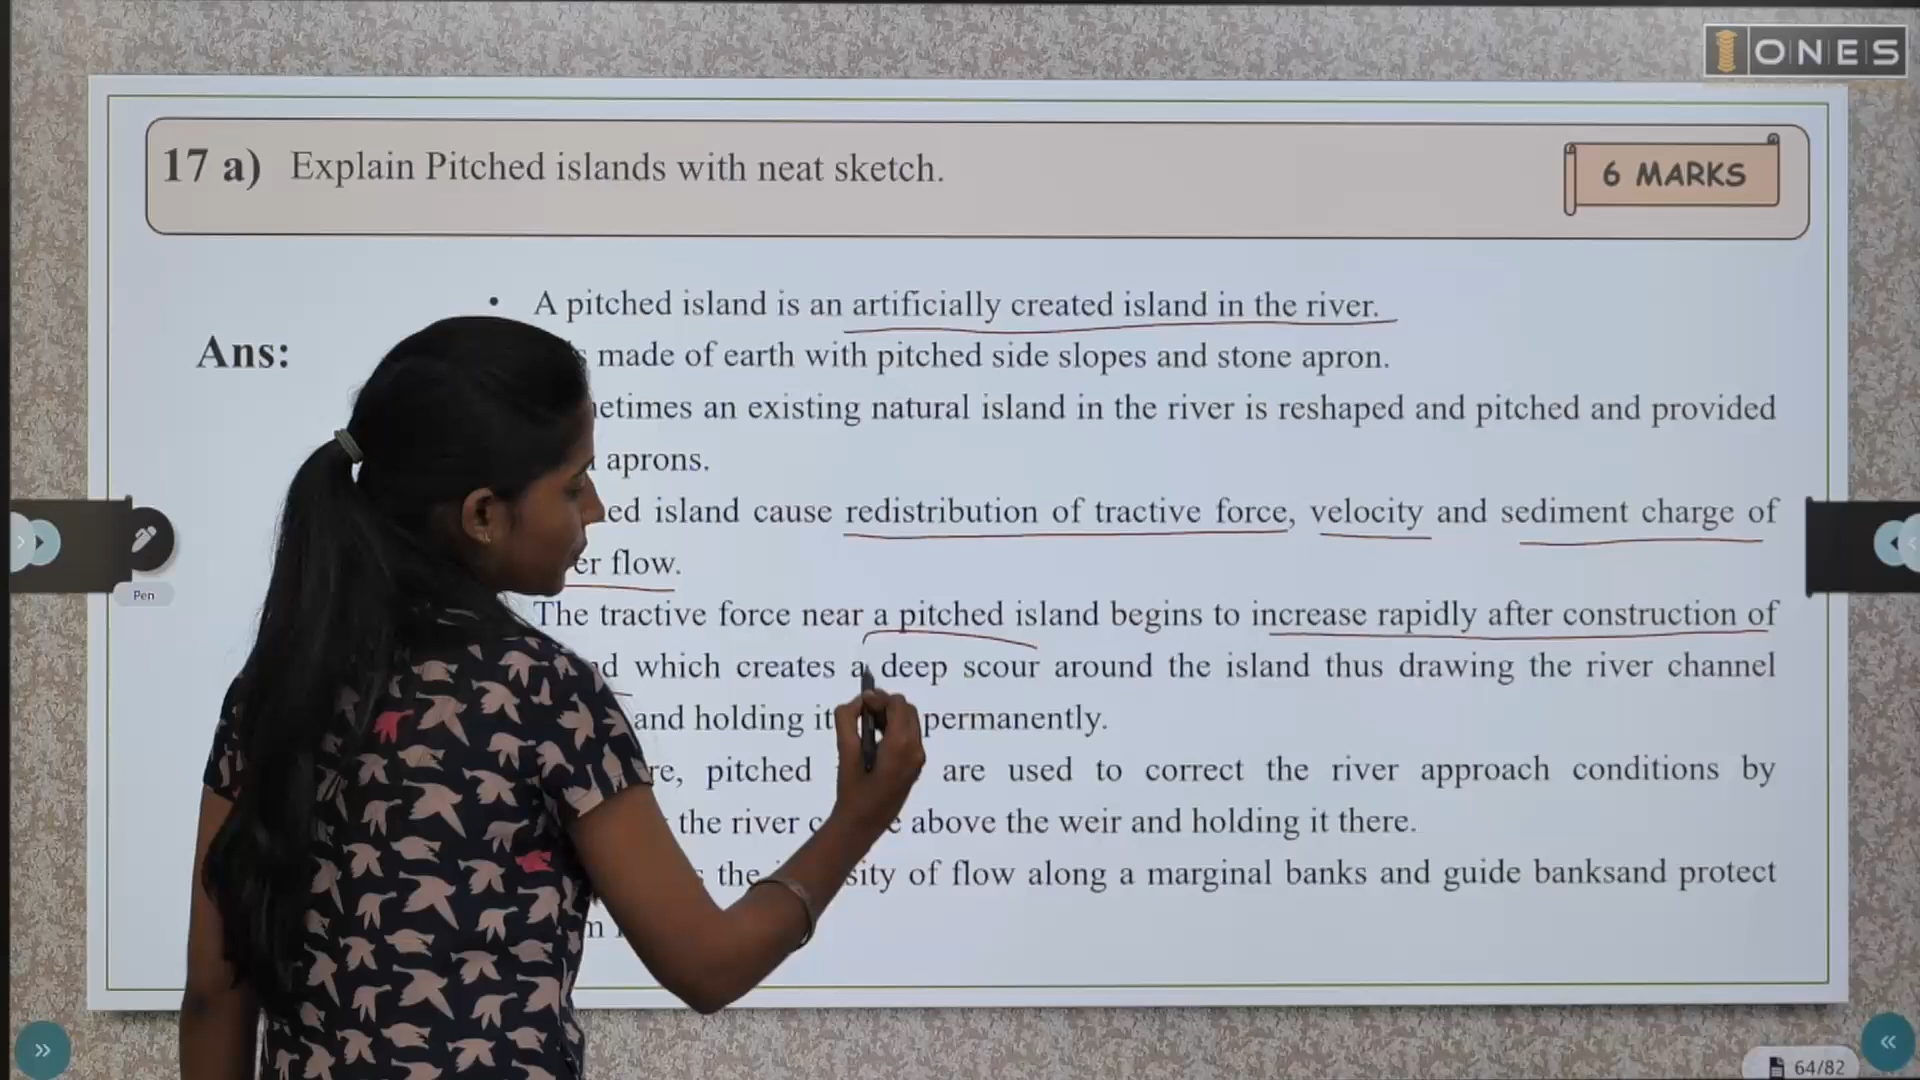 IONES
17 a) Explain Pitched islands with neat sketch.
6 MARKS
• A pitched island is an artificially created island in the river.
Ans:
made of earth with pitched side slopes and stone apron.
an existing natural island in the river is reshaped and pitched and provided
aprons.
island cause redistribution of tractive force, velocity and sediment charge of
flow.
The tractive force near a pitched island begins to increase rapidly after construction of
which creates a deep scour around the island thus drawing the river channel
and holding it permanently.
pitched are used to correct the river approach conditions by
the river above the weir and holding it there.
the of flow along a marginal banks and guide banksand protect
Pen
64/82